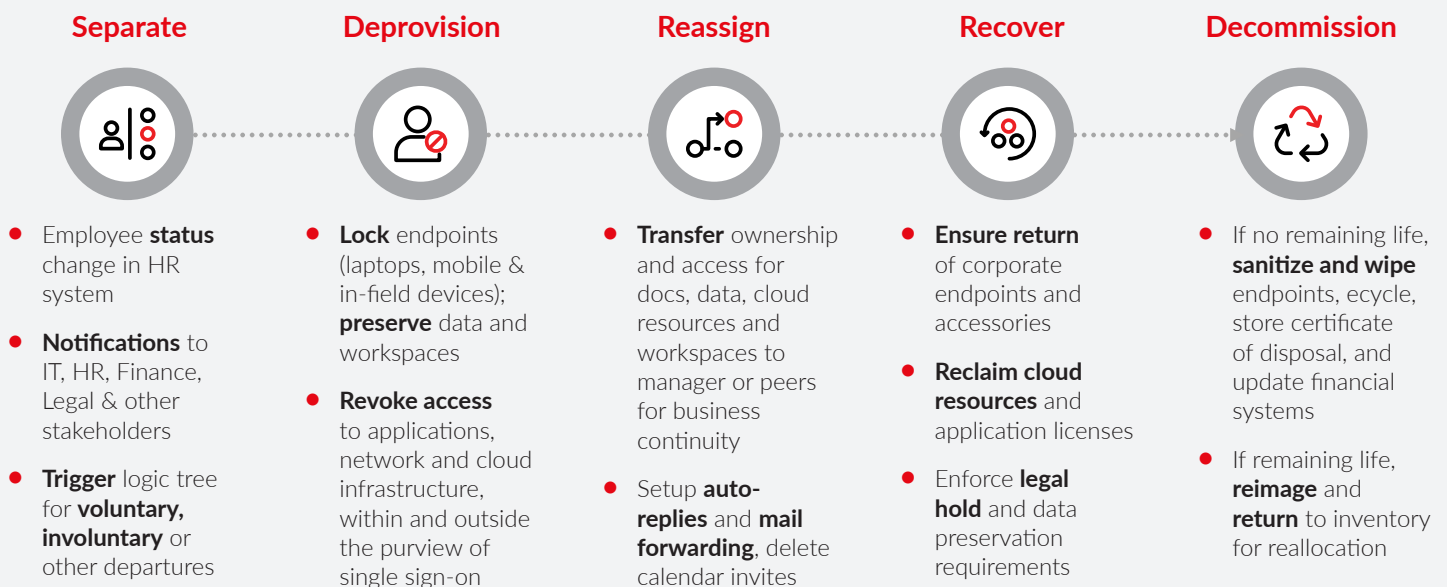 Separate
Employee status
change in HR
system
Notifications to
IT, HR, Finance,
Legal & other
stakeholders
Trigger logic tree
for voluntary,
involuntary or
other departures
Deprovision
Lock endpoints
(laptops, mobile &
in-field devices);
preserve data and
workspaces
Revoke access
to applications,
network and cloud
infrastructure,
within and outside
the purview of
single sign-on
Reassign
Transfer ownership
and access for
docs, data, cloud
resources and
workspaces to
manager or peers
for business
continuity
Setup auto-
replies and mail
forwarding, delete
calendar invites
Recover
Ensure return
of corporate
endpoints and
accessories
Reclaim cloud
resources and
application licenses
Enforce legal
hold and data
preservation
requirements
Decommission
If no remaining life,
sanitize and wipe
endpoints, ecycle,
store certificate
of disposal, and
update financial
systems
If remaining life,
reimage and
return to inventory
for reallocation